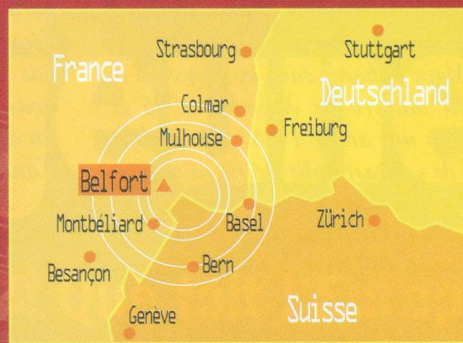 Strasbourg
Stuttgart
France
Deutschland
Colmar
Freiburg
Mulhouse
Belfort
Montbéliard
Basel
Zürich
Besançon
Bern
Genève
Suisse